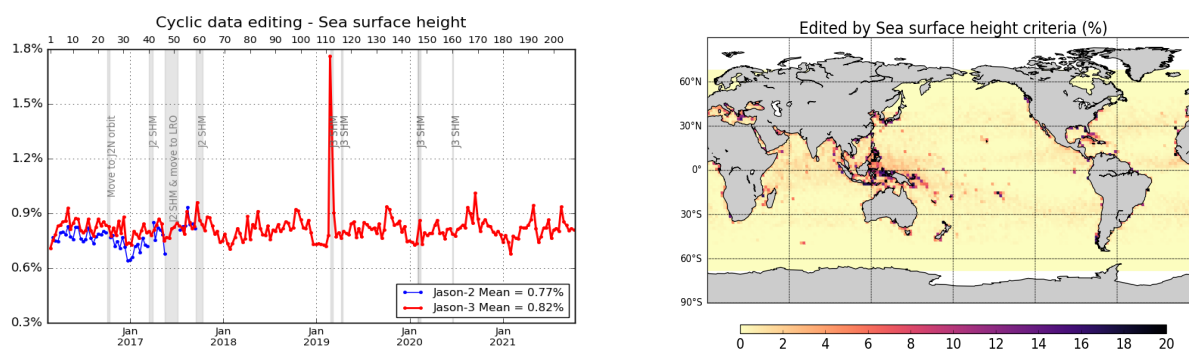 Cyclic data editing - Sea surface height
1 10 20 30 40 50 60 70 80 90 100 110 120 130 140 150 160 170 180 190 200
1.8%
1.5%
1.2%
0.9%
0.6%
0.3%
Move to J2N orbit
J2 SHM
J2 SHM & move to LRO
J2 SHM
J3 SHM
J3 SHM
J3 SHM
J3 SHM
Jason-2 Mean = 0.77%
Jason-3 Mean = 0.82%
Jan Jan Jan Jan Jan
2017 2018 2019 2020 2021
Edited by Sea surface height criteria (%)
60°N
30°N
0°
30°S
60°S
90°S
0 2 4 6 8 10 12 14 16 18 20